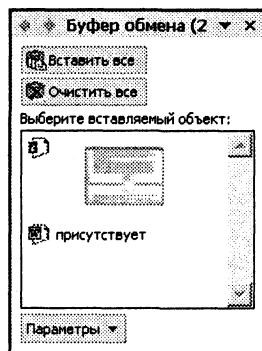 Буфер обмена (2
Вставить все
Очистить все
Выберите вставляемый объект:
присутствует
Параметры